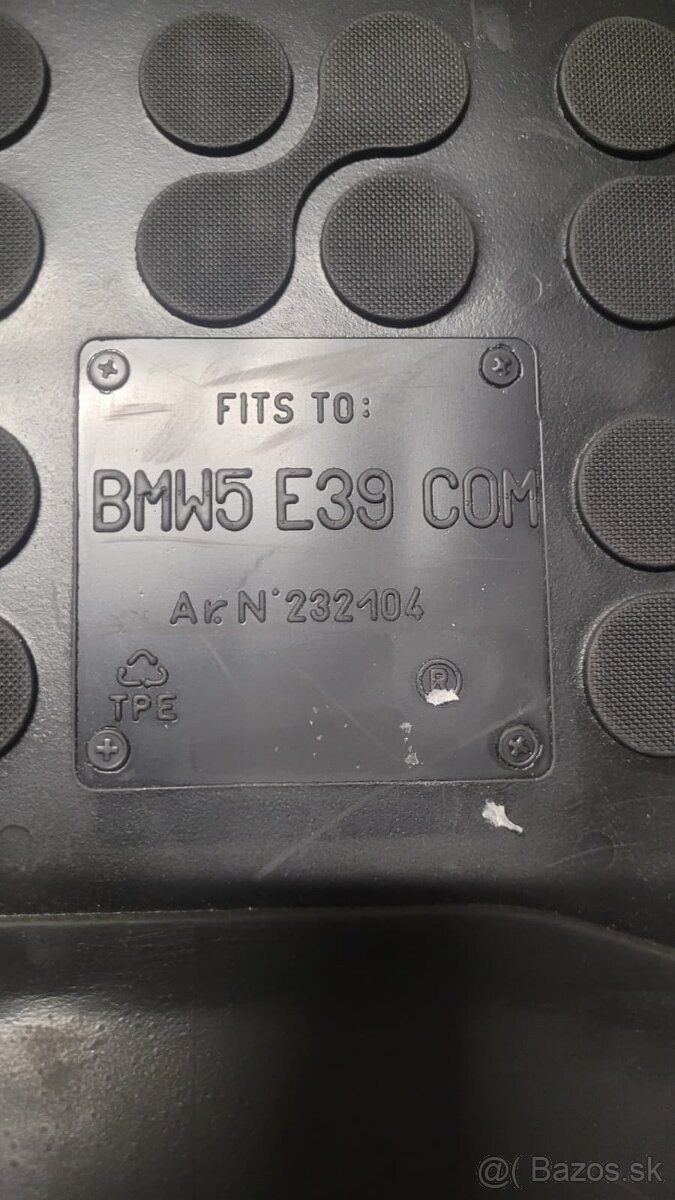 FITS TO:
BMW5 E39 COM
Ar.N°232104
TPE
®
@( Bazos.sk